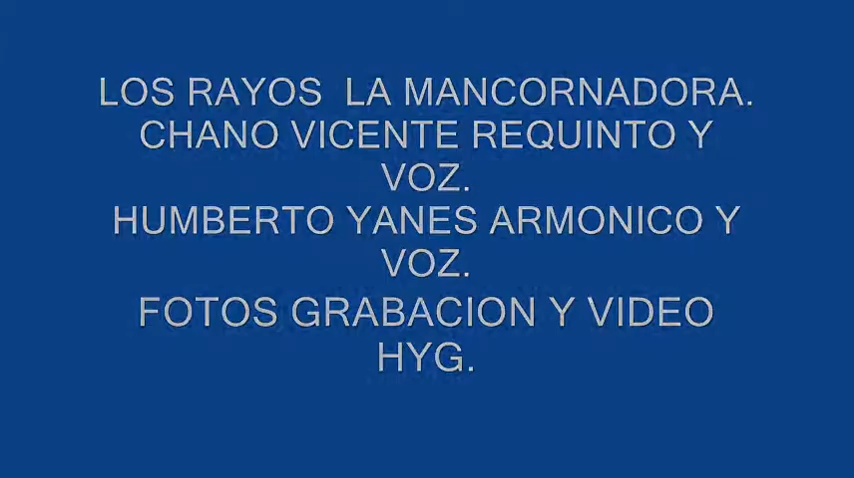 LOS RAYOS  LA MANCORNADORA.
CHANO VICENTE REQUINTO Y
VOZ.
HUMBERTO YANES ARMONICO Y
VOZ.
FOTOS GRABACION Y VIDEO
HYG.